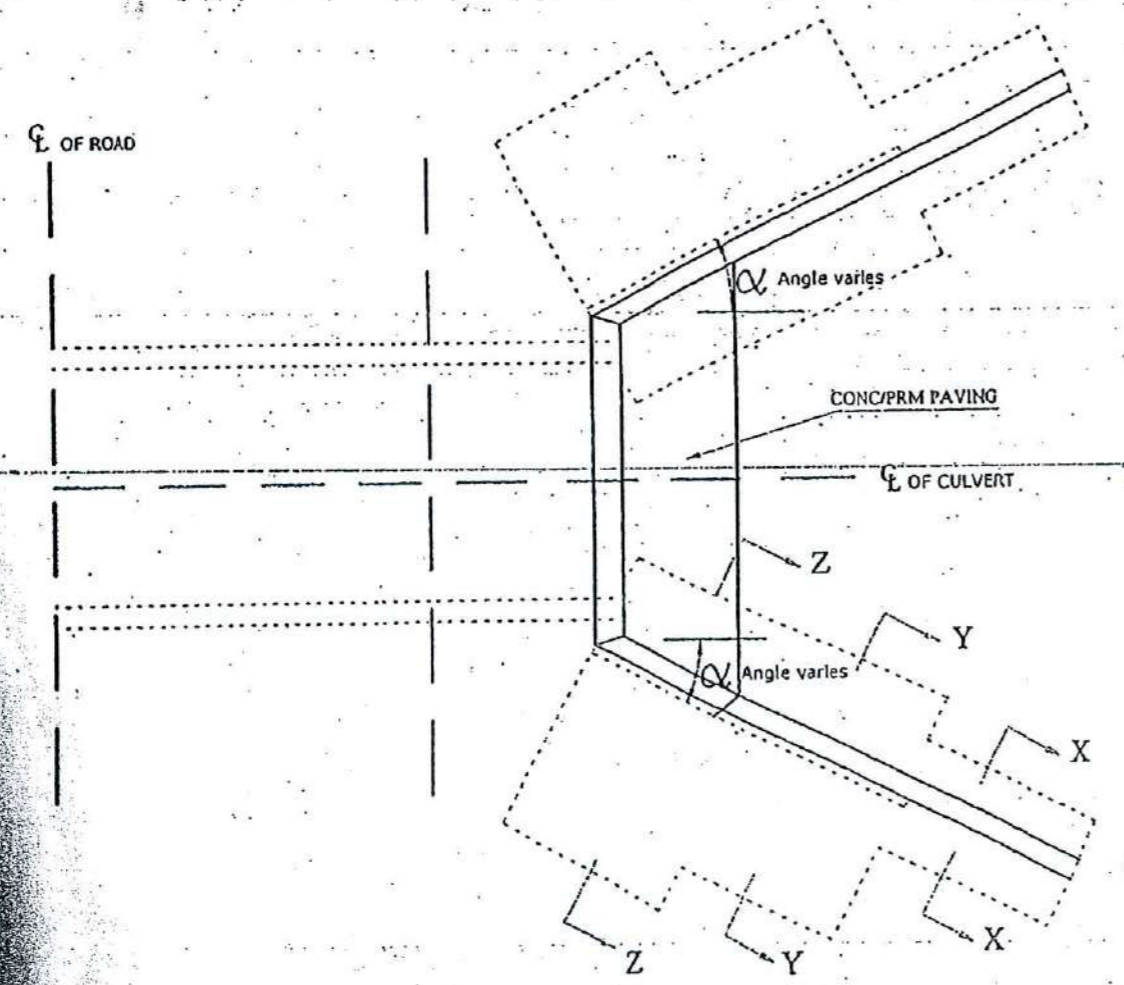 ℄ OF ROAD
α Angle varies
CONC/PRM PAVING
℄ OF CULVERT
Z
Y
α Angle varies
X
X
Z
Y